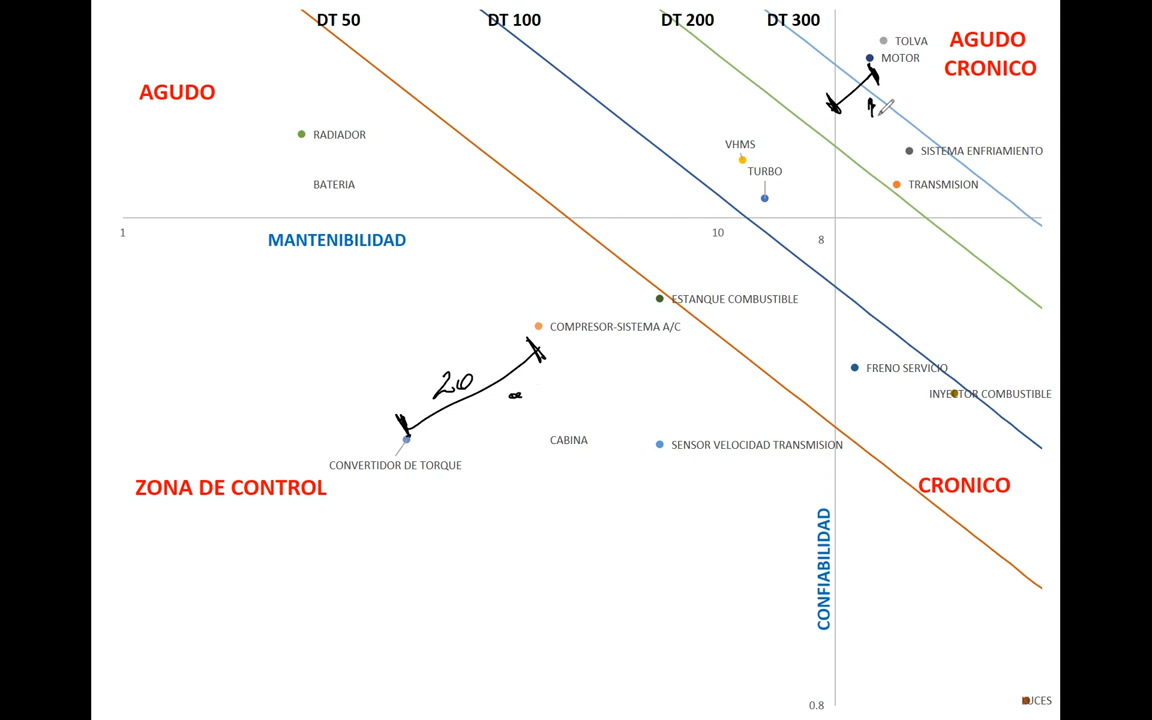 DT 50
DT 100
DT 200
DT 300
TOLVA
AGUDO
CRONICO
MOTOR
AGUDO
RADIADOR
VHMS
SISTEMA ENFRIAMIENTO
TURBO
BATERIA
TRANSMISION
1
MANTENIBILIDAD
10
8
ESTANQUE COMBUSTIBLE
COMPRESOR-SISTEMA A/C
FRENO SERVICIO
20
INYECTOR COMBUSTIBLE
CABINA
SENSOR VELOCIDAD TRANSMISION
CONVERTIDOR DE TORQUE
ZONA DE CONTROL
CRONICO
CONFIABILIDAD
LUCES
0.8